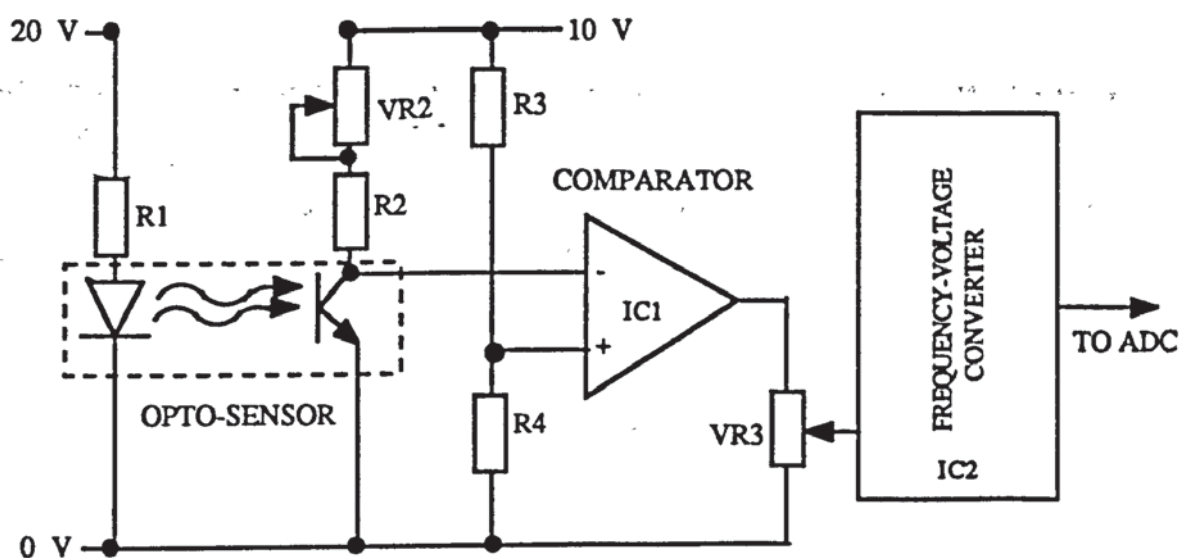 20 V
10 V
VR2
R3
R1
R2
COMPARATOR
-
IC1
+
FREQUENCY-VOLTAGE
CONVERTER
IC2
TO ADC
OPTO-SENSOR
R4
VR3
0 V